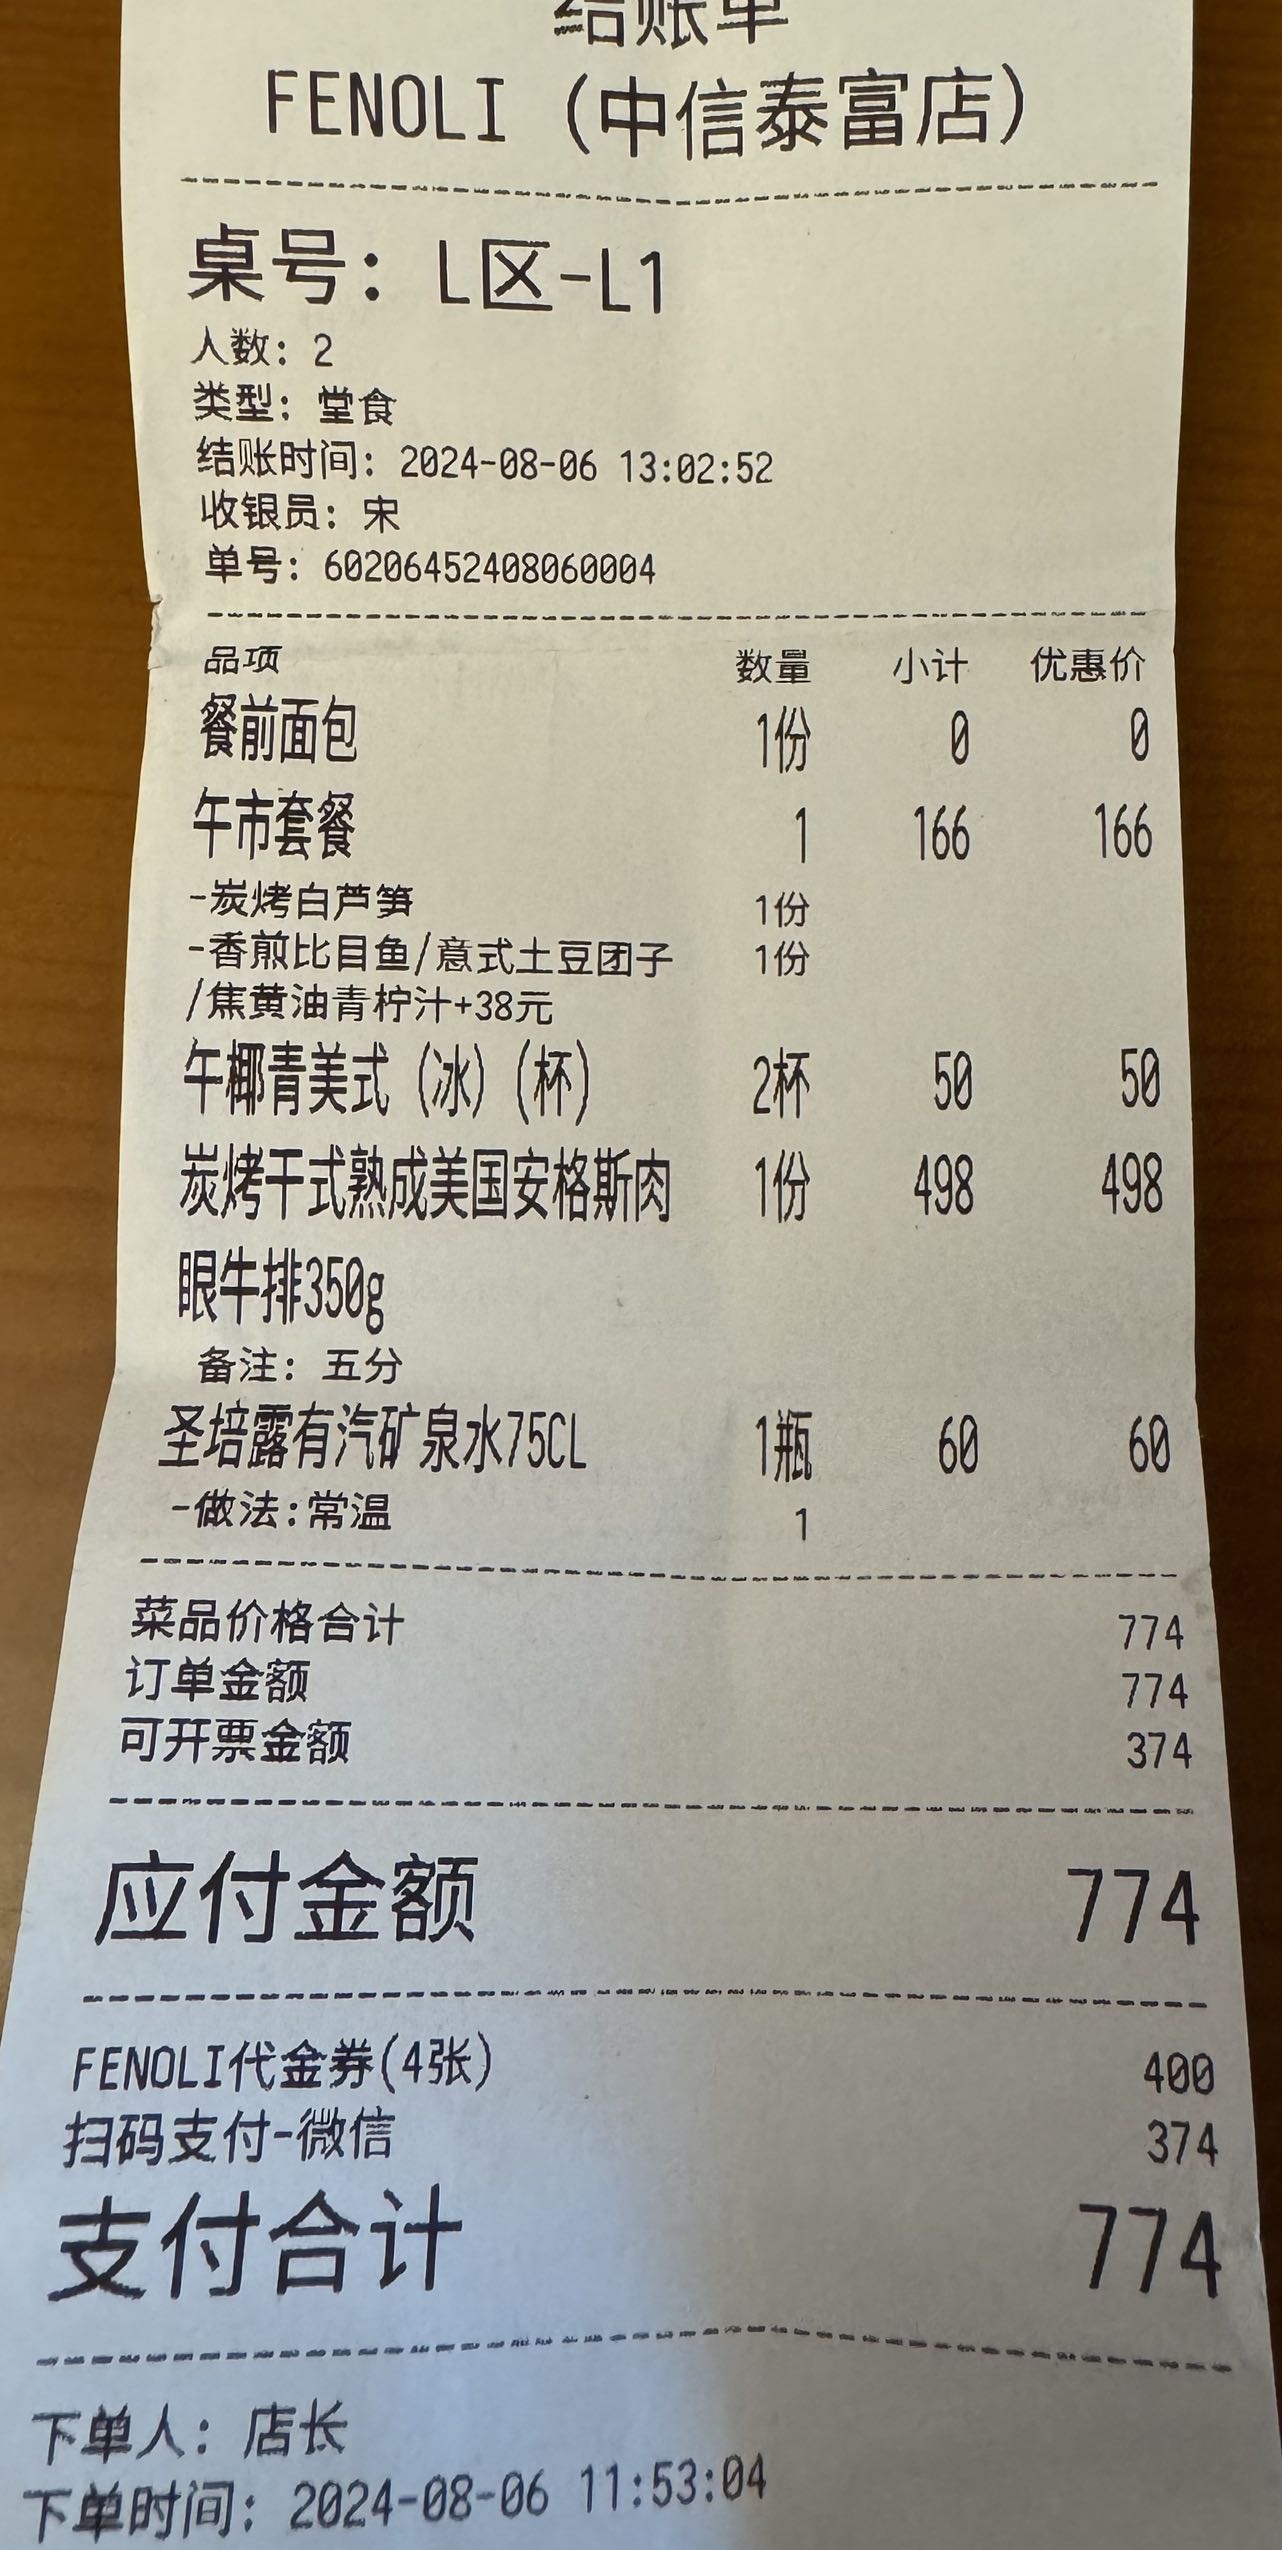 结账单
FENOLI（中信泰富店）
桌号：L区-L1
人数：2
类型：堂食
结账时间：2024-08-06 13:02:52
收银员：宋
单号：60206452408060004
品项 数量 小计 优惠价
餐前面包 1份 0 0
午市套餐 1 166 166
-炭烤白芦笋 1份
-香煎比目鱼/意式土豆团子 1份
/焦黄油青柠汁+38元
午椰青美式（冰）（杯） 2杯 50 50
炭烤干式熟成美国安格斯肉 1份 498 498
眼牛排350g
备注：五分
圣培露有汽矿泉水75CL 1瓶 60 60
-做法:常温 1
菜品价格合计 774
订单金额 774
可开票金额 374
应付金额 774
FENOLI代金券(4张) 400
扫码支付-微信 374
支付合计 774
下单人：店长
下单时间：2024-08-06 11:53:04